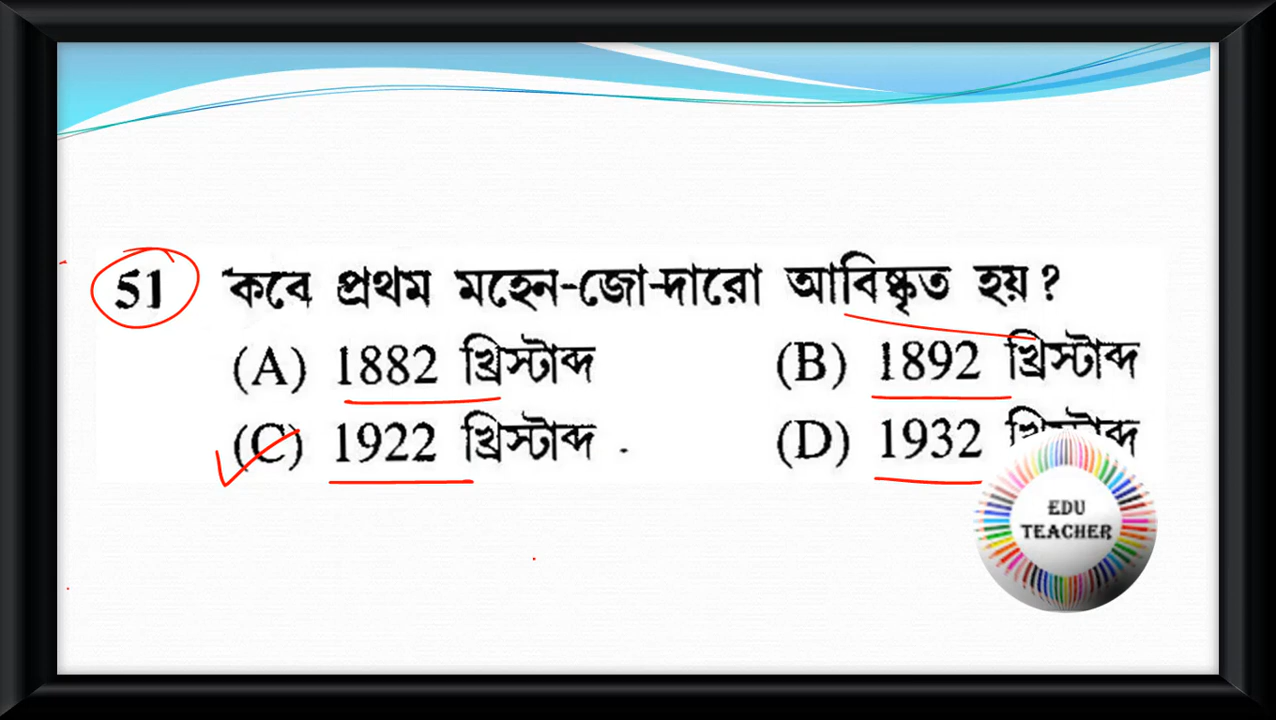 51 কবে প্রথম মহেন-জো-দারো আবিষ্কৃত হয়?
(A) 1882 খ্রিস্টাব্দ (B) 1892 খ্রিস্টাব্দ
(C) 1922 খ্রিস্টাব্দ (D) 1932 খ্রিস্টাব্দ
EDU
TEACHER